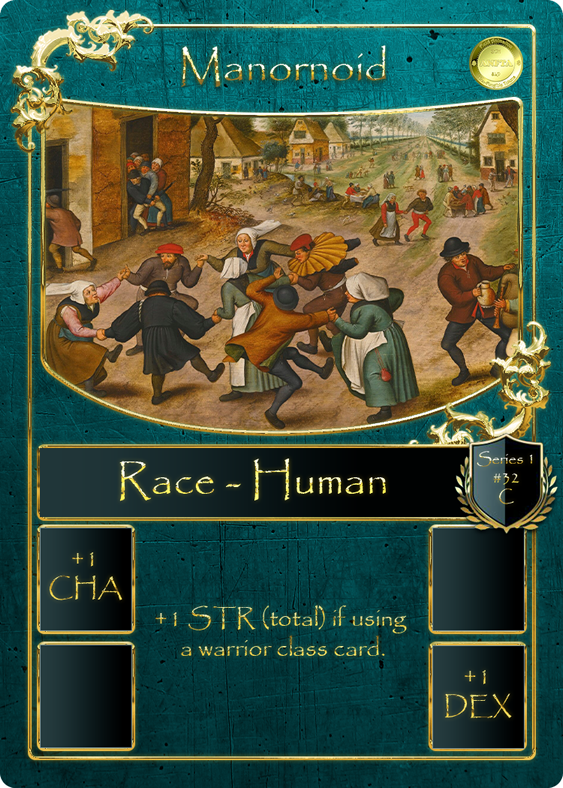 Manornoid
Race - Human
Series 1
#32
C
+1
CHA
+1 STR (total) if using
a warrior class card.
+1
DEX